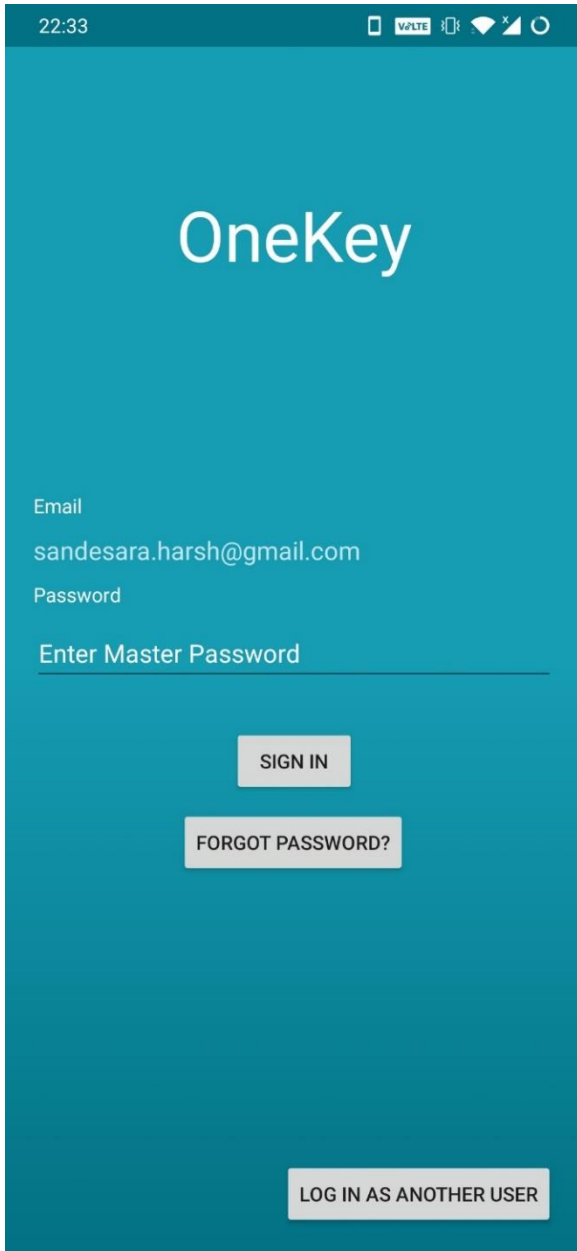 22:33 VoLTE x
OneKey
Email
sandesara.harsh@gmail.com
Password
Enter Master Password
SIGN IN
FORGOT PASSWORD?
LOG IN AS ANOTHER USER